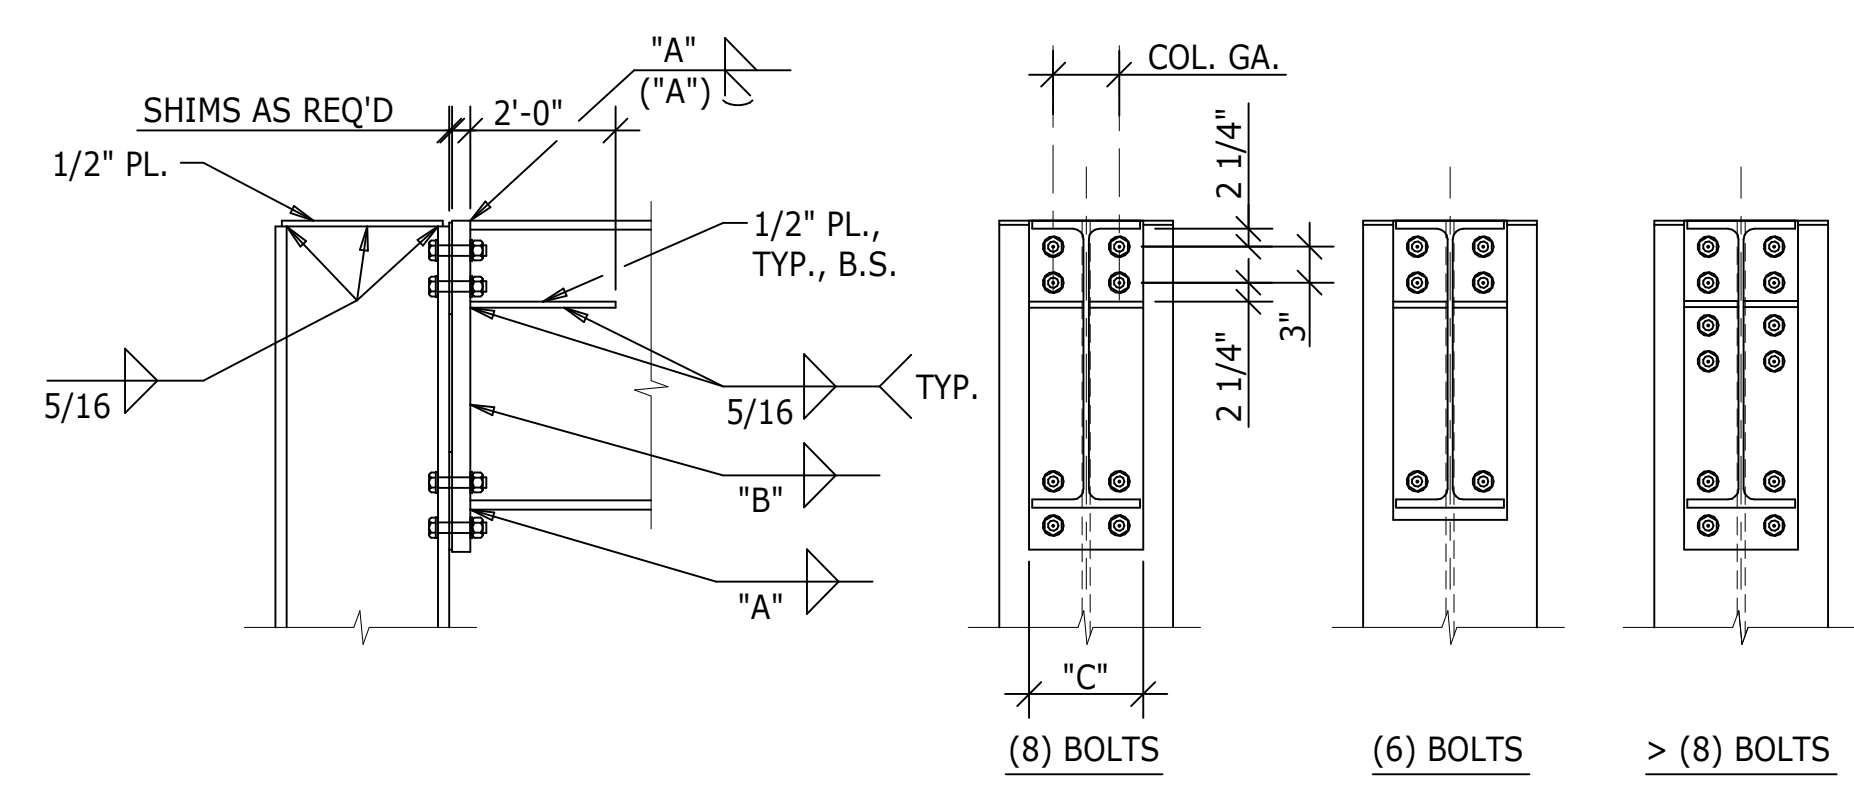 "A"
("A")
SHIMS AS REQ'D
2'-0"
1/2" PL.
1/2" PL.,
TYP., B.S.
5/16
5/16
TYP.
"B"
"A"
COL. GA.
2 1/4"
3"
2 1/4"
"C"
(8) BOLTS
(6) BOLTS
> (8) BOLTS